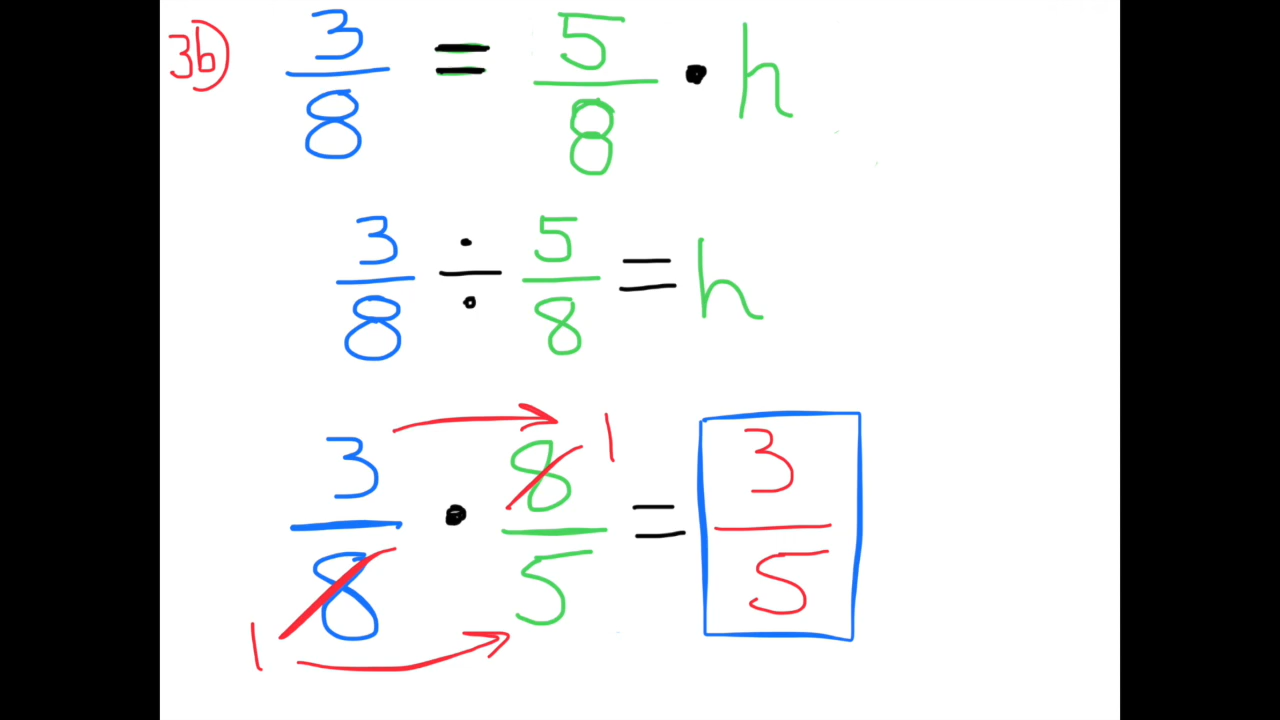 3b) 3/8 = 5/8 · h
3/8 ÷ 5/8 = h
3/8 1 · 8/5 1 = 3/5